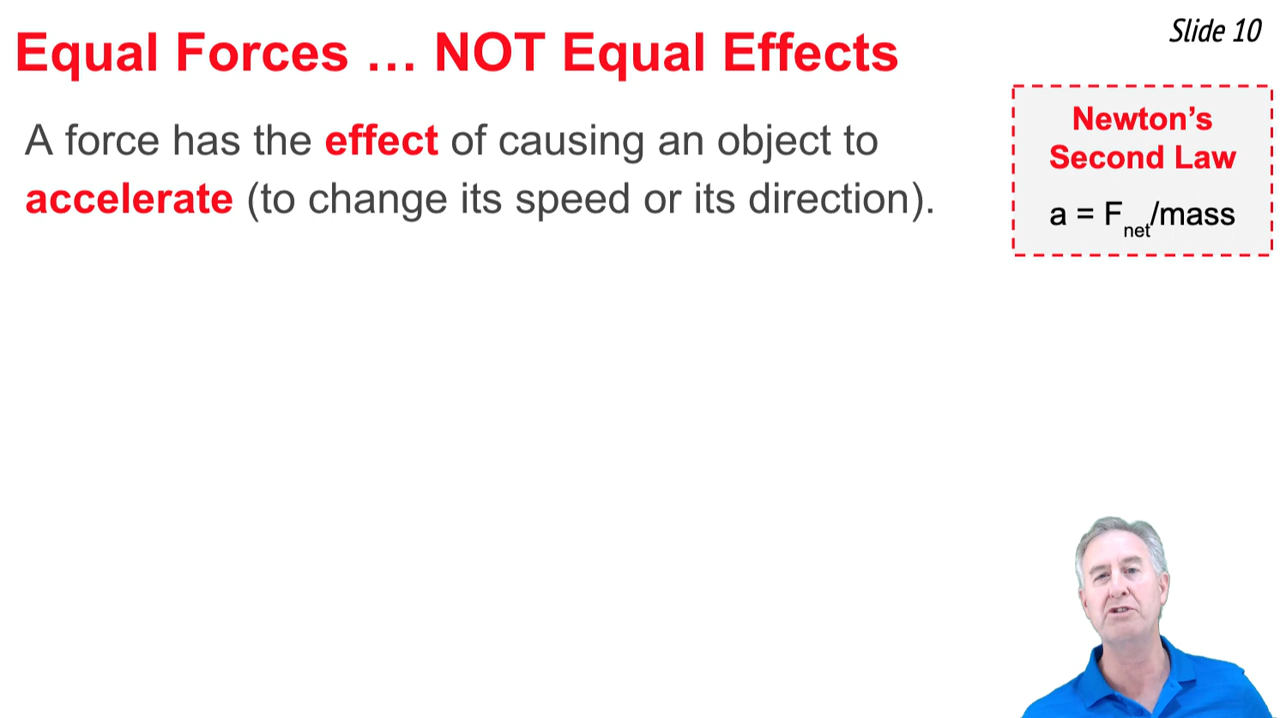 Slide 10
Equal Forces … NOT Equal Effects
A force has the effect of causing an object to
accelerate (to change its speed or its direction).
Newton’s
Second Law
a = Fnet/mass